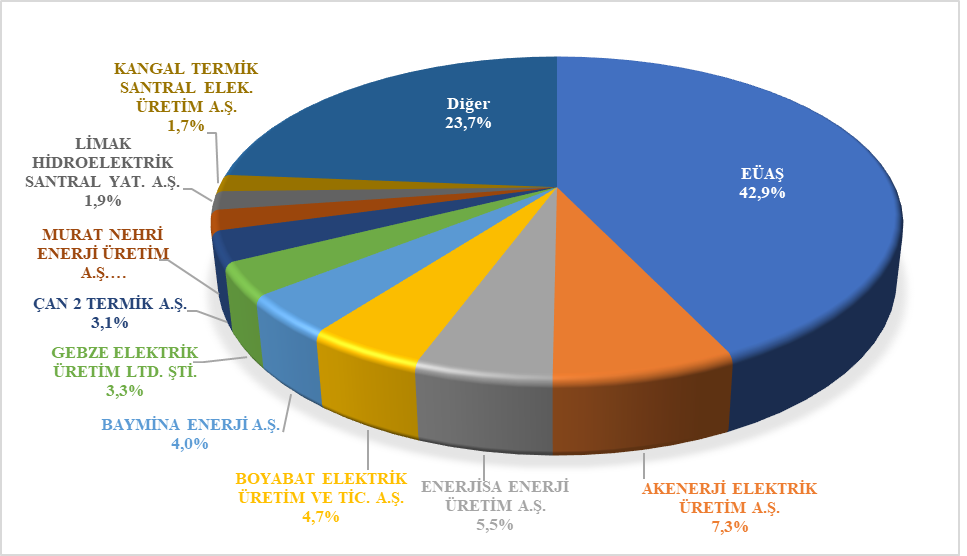 KANGAL TERMİK
SANTRAL ELEK.
ÜRETİM A.Ş.
1,7%
LİMAK
HİDROELEKTRİK
SANTRAL YAT. A.Ş.
1,9%
MURAT NEHRİ
ENERJİ ÜRETİM
A.Ş.…
ÇAN 2 TERMİK A.Ş.
3,1%
GEBZE ELEKTRİK
ÜRETİM LTD. ŞTİ.
3,3%
BAYMİNA ENERJİ A.Ş.
4,0%
BOYABAT ELEKTRİK
ÜRETİM VE TİC. A.Ş.
4,7%
ENERJİSA ENERJİ
ÜRETİM A.Ş.
5,5%
AKENERJİ ELEKTRİK
ÜRETİM A.Ş.
7,3%
EÜAŞ
42,9%
Diğer
23,7%